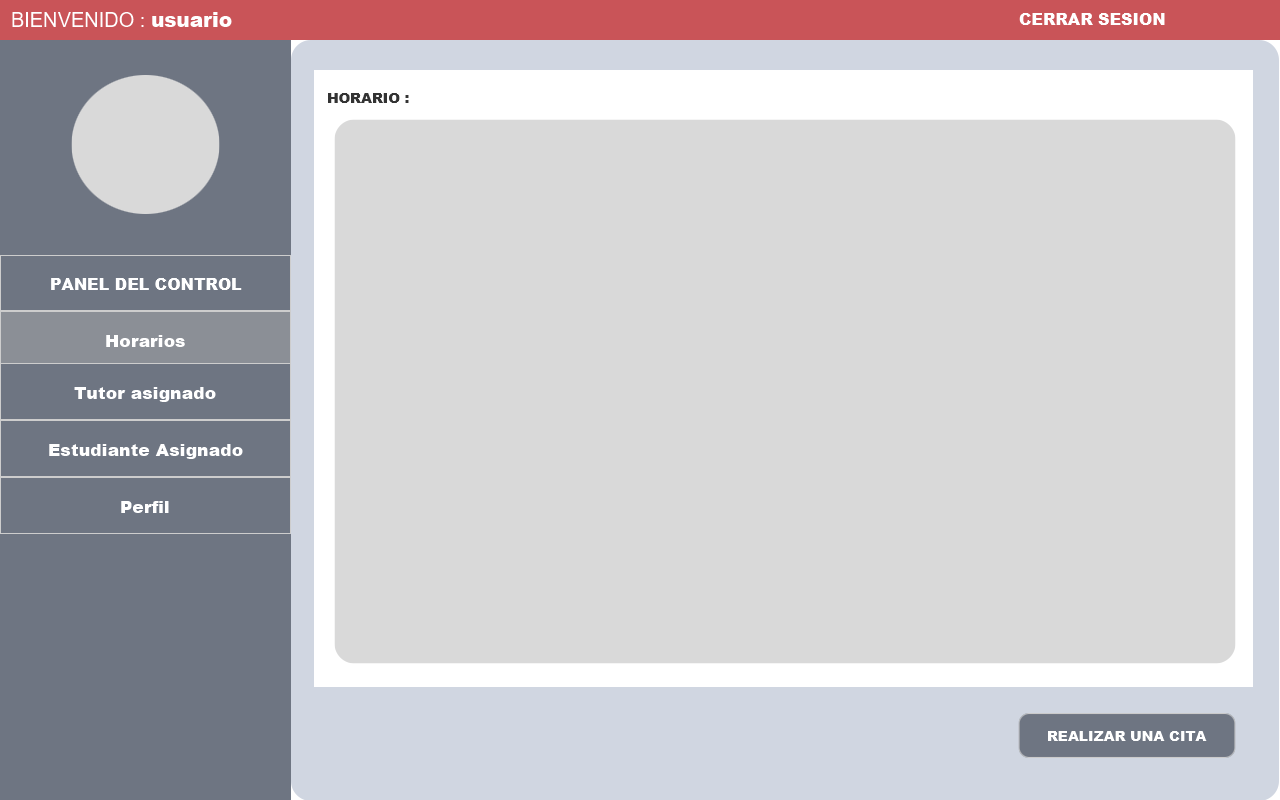 BIENVENIDO : usuario
CERRAR SESION
PANEL DEL CONTROL
Horarios
Tutor asignado
Estudiante Asignado
Perfil
HORARIO :
REALIZAR UNA CITA